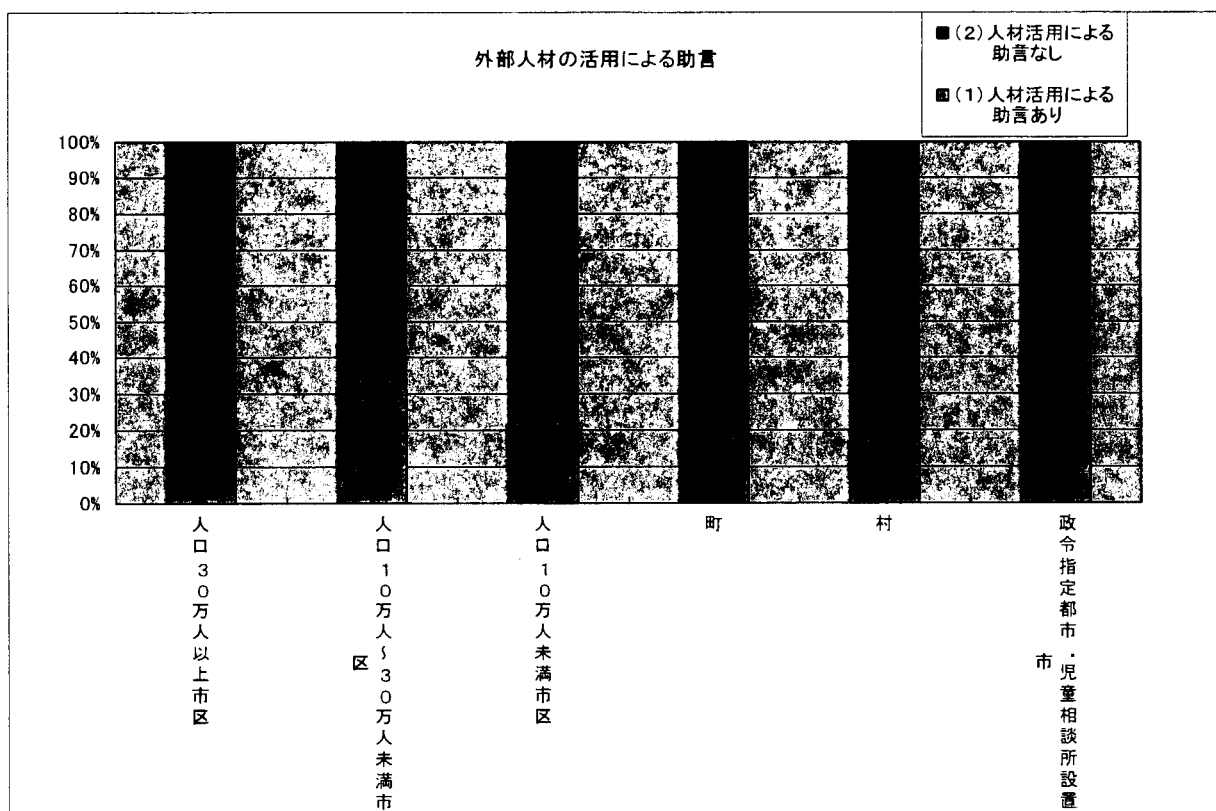 外部人材の活用による助言
■(2)人材活用による
助言なし
■(1)人材活用による
助言あり
100%
90%
80%
70%
60%
50%
40%
30%
20%
10%
0%
人口30万人以上市区
人口10万人~30万人未満市
区
人口10万人未満市区
町
村
政令指定都市・児童相談所設置
市